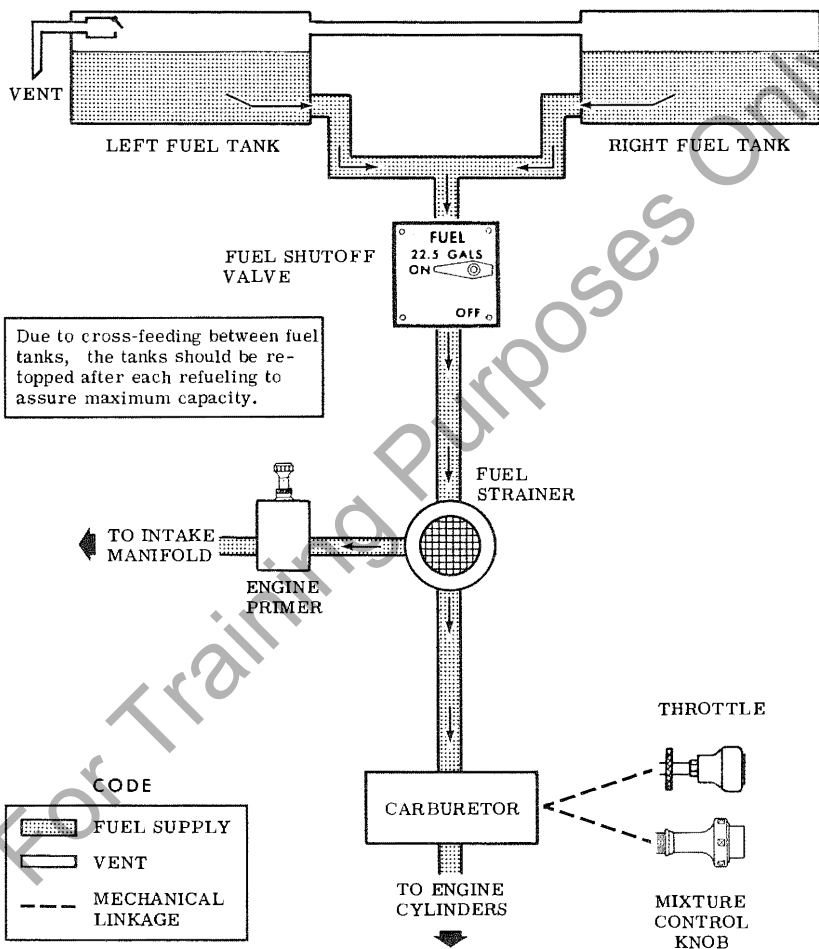 VENT
LEFT FUEL TANK
RIGHT FUEL TANK
FUEL SHUTOFF
VALVE
FUEL
22.5 GALS
ON
OFF
Due to cross-feeding between fuel
tanks, the tanks should be re-
topped after each refueling to
assure maximum capacity.
FUEL
STRAINER
TO INTAKE
MANIFOLD
ENGINE
PRIMER
THROTTLE
CARBURETOR
MIXTURE
CONTROL
KNOB
TO ENGINE
CYLINDERS
CODE
FUEL SUPPLY
VENT
MECHANICAL
LINKAGE
For Training Purposes Only